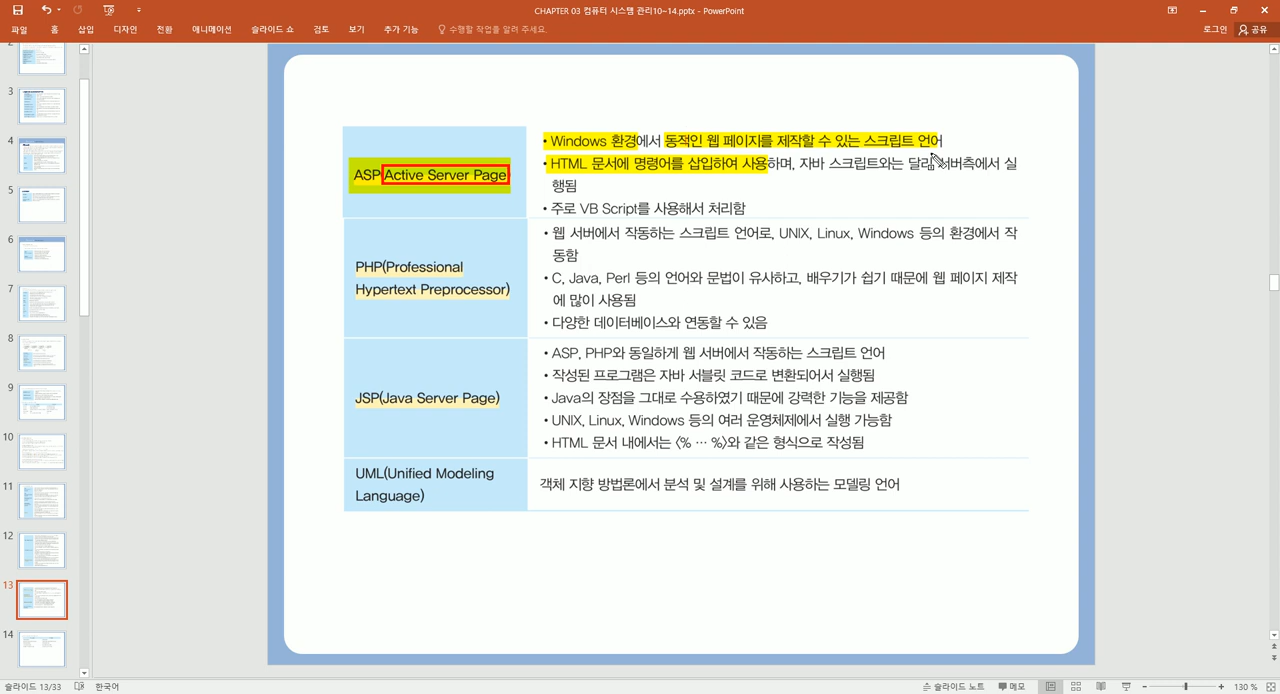 CHAPTER 03 컴퓨터 시스템 관리10~14.pptx - PowerPoint
파일 홈 삽입 디자인 전환 애니메이션 슬라이드 쇼 검토 보기 추가 기능 수행할 작업을 알려 주세요. 로그인 공유
ASP(Active Server Page)
• Windows 환경에서 동적인 웹 페이지를 제작할 수 있는 스크립트 언어
• HTML 문서에 명령어를 삽입하여 사용하며, 자바 스크립트와는 달리 서버측에서 실
행됨
• 주로 VB Script를 사용해서 처리함
PHP(Professional
Hypertext Preprocessor)
• 웹 서버에서 작동하는 스크립트 언어로, UNIX, Linux, Windows 등의 환경에서 작
동함
• C, Java, Perl 등의 언어와 문법이 유사하고, 배우기가 쉽기 때문에 웹 페이지 제작
에 많이 사용됨
• 다양한 데이터베이스와 연동할 수 있음
JSP(Java Server Page)
• ASP, PHP와 동일하게 웹 서버에서 작동하는 스크립트 언어
• 작성된 프로그램은 자바 서블릿 코드로 변환되어서 실행됨
• Java의 장점을 그대로 수용하였기 때문에 강력한 기능을 제공함
• UNIX, Linux, Windows 등의 여러 운영체제에서 실행 가능함
• HTML 문서 내에서는 <% … %>와 같은 형식으로 작성됨
UML(Unified Modeling
Language)
객체 지향 방법론에서 분석 및 설계를 위해 사용하는 모델링 언어
2
3
4
5
6
7
8
9
10
11
12
13
14
슬라이드 13/33 한국어 슬라이드 노트 메모 130 %